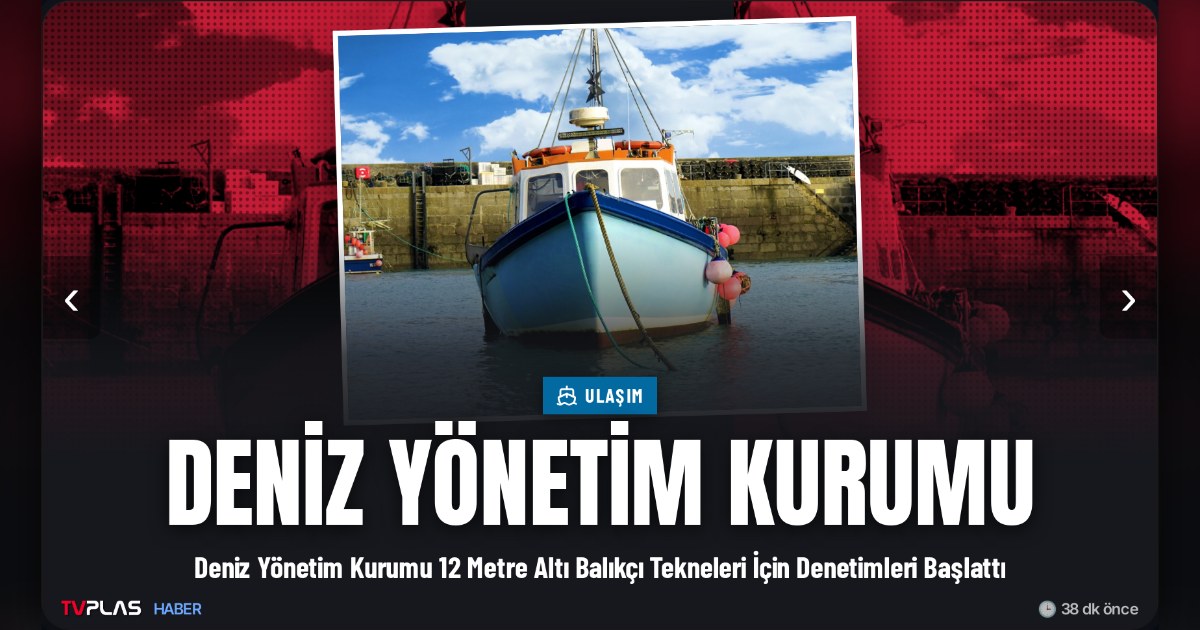 ULAŞIM
DENİZ YÖNETİM KURUMU
Deniz Yönetim Kurumu 12 Metre Altı Balıkçı Tekneleri İçin Denetimleri Başlattı
TVPLAS HABER
38 dk önce